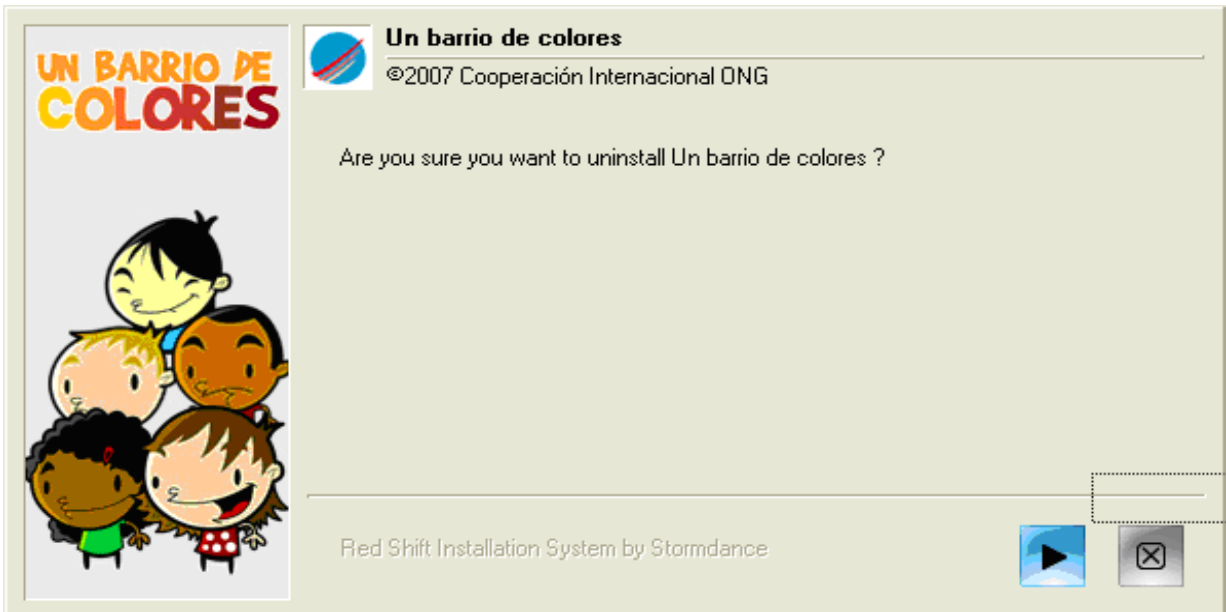 UN BARRIO DE
COLORES
Un barrio de colores
©2007 Cooperación Internacional ONG
Are you sure you want to uninstall Un barrio de colores ?
Red Shift Installation System by Stormdance